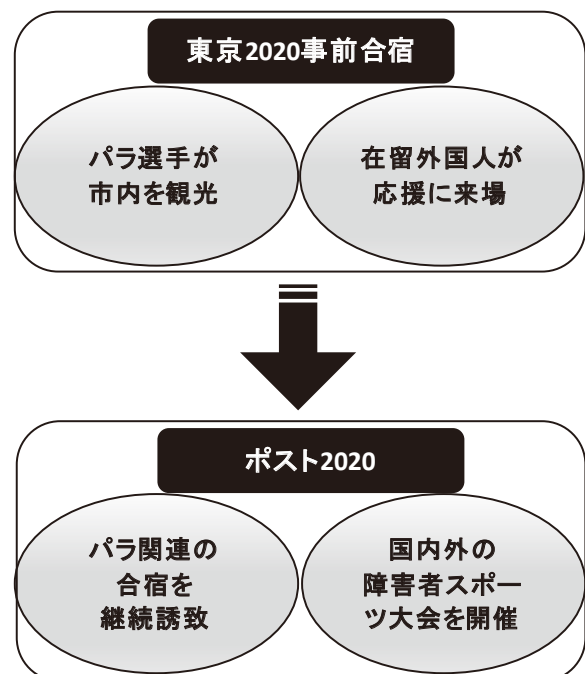 東京2020事前合宿
パラ選手が
市内を観光
在留外国人が
応援に来場
ポスト2020
パラ関連の
合宿を
継続誘致
国内外の
障害者スポー
ツ大会を開催